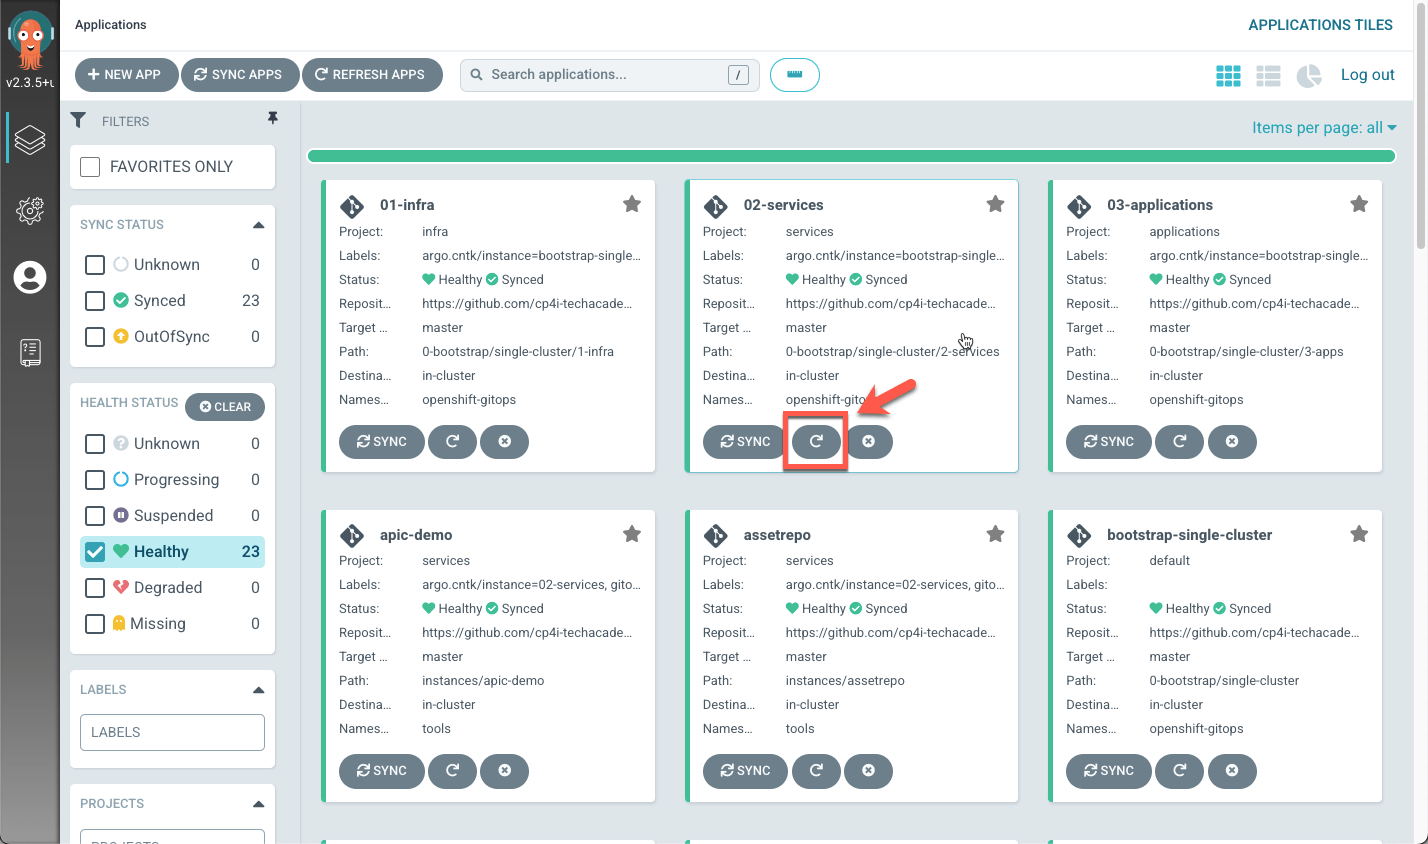 Applications
APPLICATIONS TILES
v2.3.5+u
NEW APP
SYNC APPS
REFRESH APPS
Search applications...
/
Log out
FILTERS
Items per page: all
FAVORITES ONLY
SYNC STATUS
Unknown 0
Synced 23
OutOfSync 0
HEALTH STATUS
CLEAR
Unknown 0
Progressing 0
Suspended 0
Healthy 23
Degraded 0
Missing 0
LABELS
LABELS
PROJECTS
PROJECTS
01-infra
Project: infra
Labels: argo.cntk/instance=bootstrap-single...
Status: Healthy Synced
Reposit... https://github.com/cp4i-techacade...
Target ... master
Path: 0-bootstrap/single-cluster/1-infra
Destina... in-cluster
Names... openshift-gitops
SYNC
02-services
Project: services
Labels: argo.cntk/instance=bootstrap-single...
Status: Healthy Synced
Reposit... https://github.com/cp4i-techacade...
Target ... master
Path: 0-bootstrap/single-cluster/2-services
Destina... in-cluster
Names... openshift-gitops
SYNC
03-applications
Project: applications
Labels: argo.cntk/instance=bootstrap-single...
Status: Healthy Synced
Reposit... https://github.com/cp4i-techacade...
Target ... master
Path: 0-bootstrap/single-cluster/3-apps
Destina... in-cluster
Names... openshift-gitops
SYNC
apic-demo
Project: services
Labels: argo.cntk/instance=02-services, gito...
Status: Healthy Synced
Reposit... https://github.com/cp4i-techacade...
Target ... master
Path: instances/apic-demo
Destina... in-cluster
Names... tools
SYNC
assetrepo
Project: services
Labels: argo.cntk/instance=02-services, gito...
Status: Healthy Synced
Reposit... https://github.com/cp4i-techacade...
Target ... master
Path: instances/assetrepo
Destina... in-cluster
Names... tools
SYNC
bootstrap-single-cluster
Project: default
Labels:
Status: Healthy Synced
Reposit... https://github.com/cp4i-techacade...
Target ... master
Path: 0-bootstrap/single-cluster
Destina... in-cluster
Names... openshift-gitops
SYNC